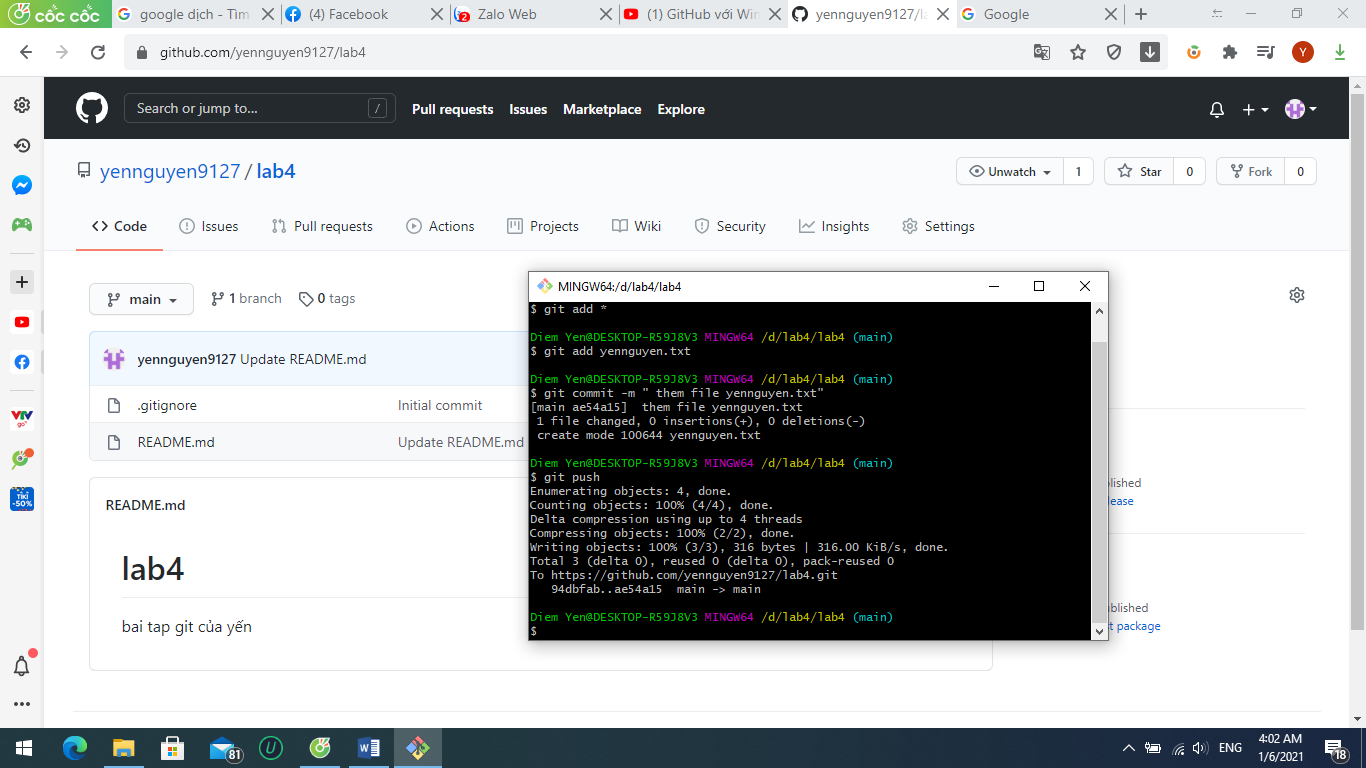 cốc cốc
google dịch - Tìm
(4) Facebook
Zalo Web
(1) GitHub với Win
yennguyen9127/la
Google
github.com/yennguyen9127/lab4
Y
Search or jump to...
/
Pull requests
Issues
Marketplace
Explore
yennguyen9127 / lab4
Unwatch
1
Star
0
Fork
0
Code
Issues
Pull requests
Actions
Projects
Wiki
Security
Insights
Settings
main
1 branch
0 tags
yennguyen9127 Update README.md
.gitignore
Initial commit
README.md
Update README.md
README.md
lab4
bai tap git của yến
MINGW64:/d/lab4/lab4
$ git add *
Diem Yen@DESKTOP-R59J8V3 MINGW64 /d/lab4/lab4 (main)
$ git add yennguyen.txt
Diem Yen@DESKTOP-R59J8V3 MINGW64 /d/lab4/lab4 (main)
$ git commit -m " them file yennguyen.txt"
[main ae54a15]  them file yennguyen.txt
1 file changed, 0 insertions(+), 0 deletions(-)
create mode 100644 yennguyen.txt
Diem Yen@DESKTOP-R59J8V3 MINGW64 /d/lab4/lab4 (main)
$ git push
Enumerating objects: 4, done.
Counting objects: 100% (4/4), done.
Delta compression using up to 4 threads
Compressing objects: 100% (2/2), done.
Writing objects: 100% (3/3), 316 bytes | 316.00 KiB/s, done.
Total 3 (delta 0), reused 0 (delta 0), pack-reused 0
To https://github.com/yennguyen9127/lab4.git
94dbfab..ae54a15  main -> main
Diem Yen@DESKTOP-R59J8V3 MINGW64 /d/lab4/lab4 (main)
$
blished
lease
blished
t package
VTV
go
TIKI
-50%
81
ENG
4:02 AM
1/6/2021
18